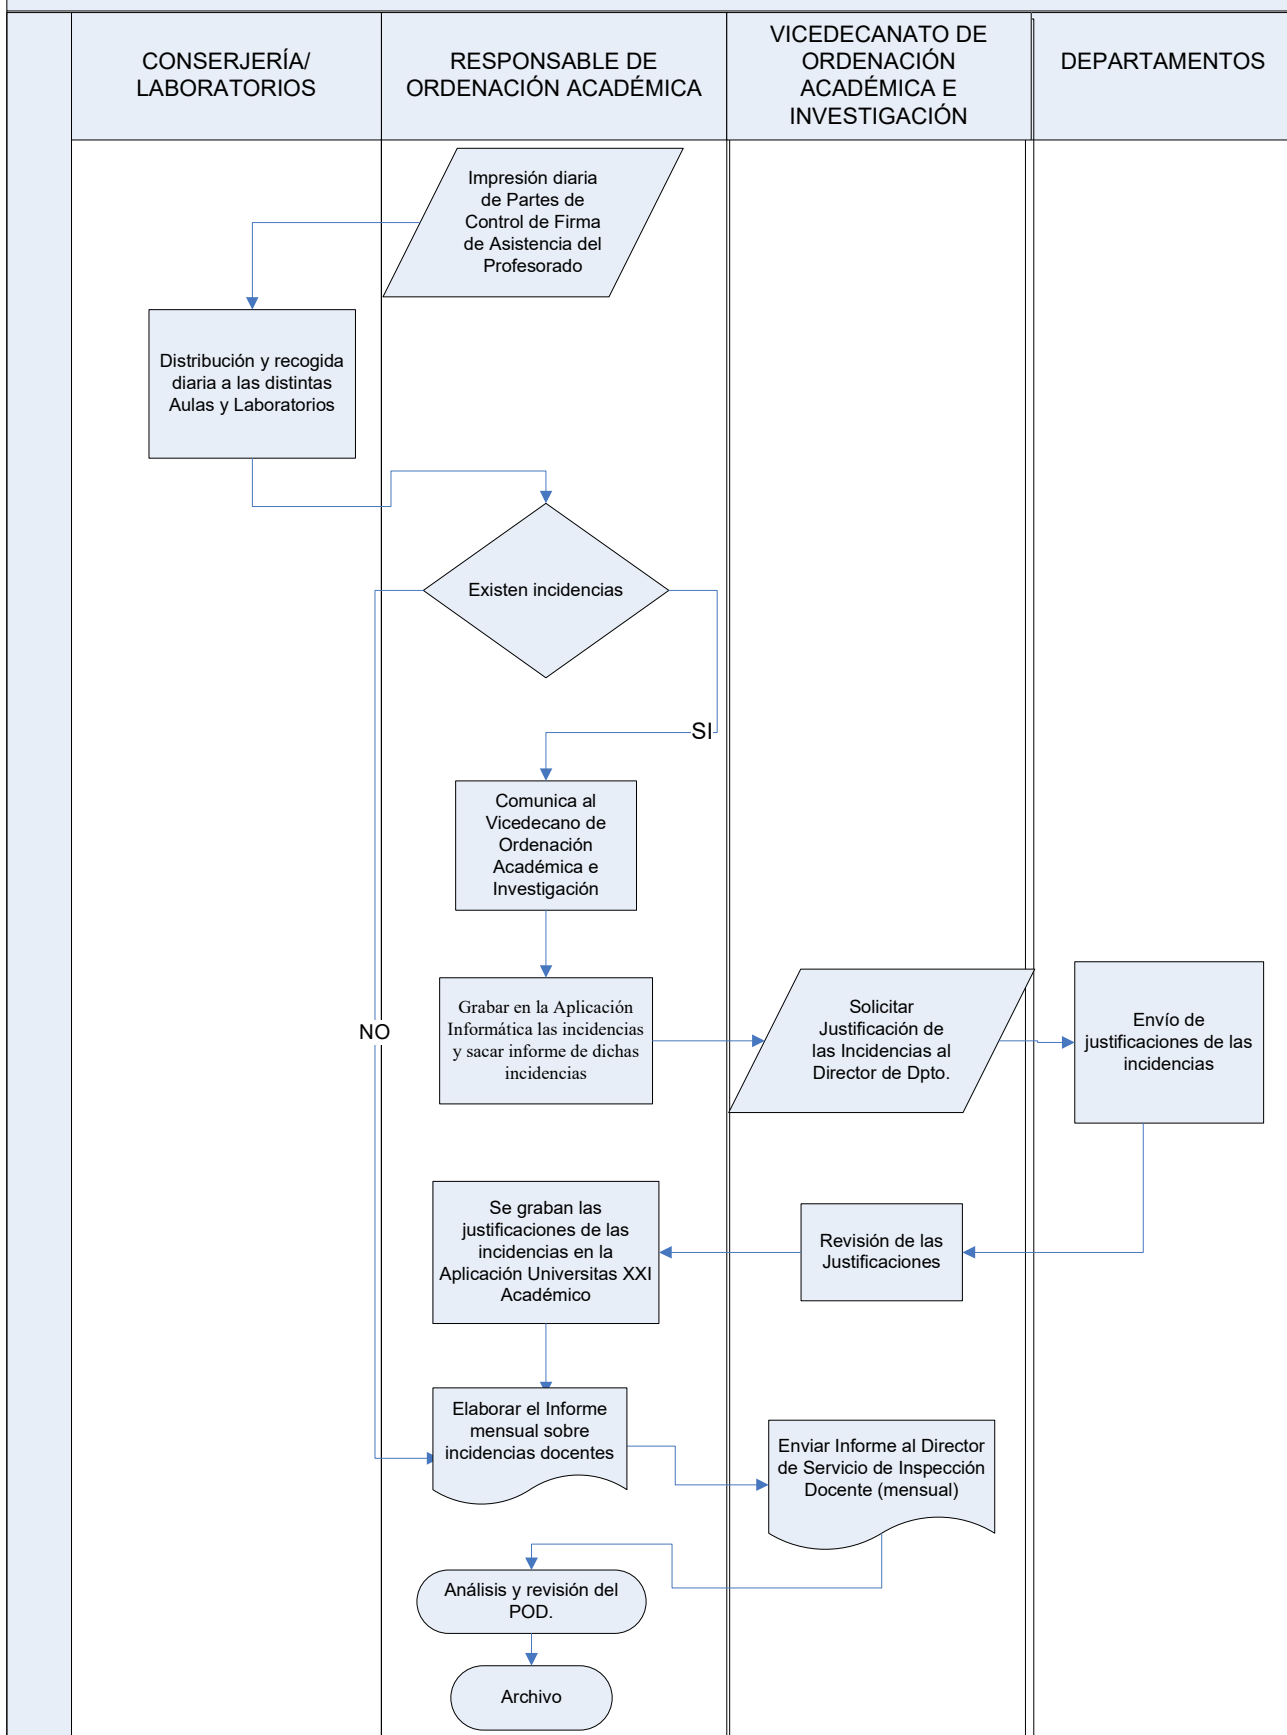 CONSERJERÍA/
LABORATORIOS
RESPONSABLE DE
ORDENACIÓN ACADÉMICA
VICEDECANATO DE
ORDENACIÓN
ACADÉMICA E
INVESTIGACIÓN
DEPARTAMENTOS
Impresión diaria
de Partes de
Control de Firma
de Asistencia del
Profesorado
Distribución y recogida
diaria a las distintas
Aulas y Laboratorios
Existen incidencias
SI
Comunica al
Vicedecano de
Ordenación
Académica e
Investigación
NO
Grabar en la Aplicación
Informática las incidencias
y sacar informe de dichas
incidencias
Solicitar
Justificación de
las Incidencias al
Director de Dpto.
Envío de
justificaciones de las
incidencias
Se graban las
justificaciones de las
incidencias en la
Aplicación Universitas XXI
Académico
Revisión de las
Justificaciones
Elaborar el Informe
mensual sobre
incidencias docentes
Enviar Informe al Director
de Servicio de Inspección
Docente (mensual)
Análisis y revisión del
POD.
Archivo